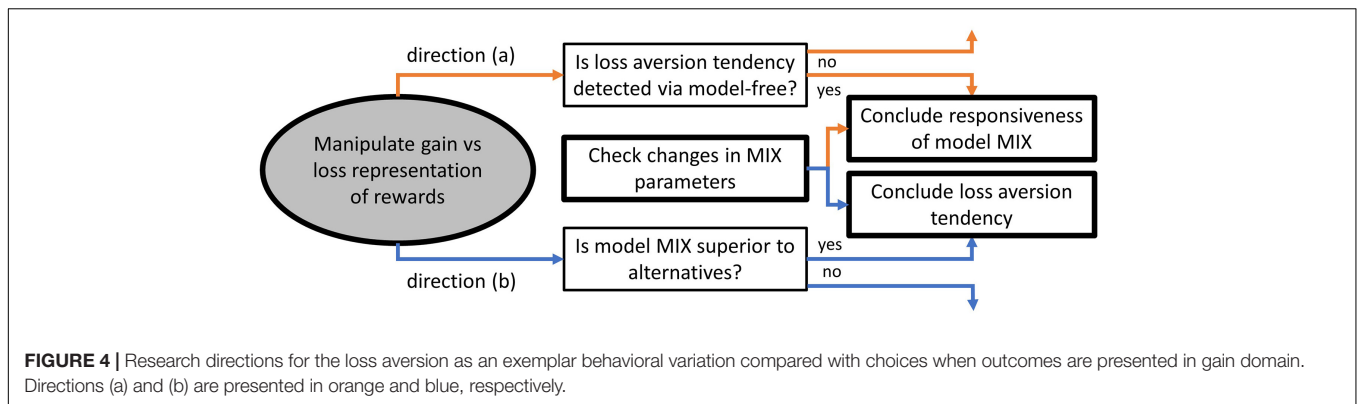 direction (a)
Is loss aversion tendency
detected via model-free?
no
yes
Manipulate gain vs
loss representation
of rewards
Check changes in MIX
parameters
Conclude responsiveness
of model MIX
Conclude loss aversion
tendency
direction (b)
Is model MIX superior to
alternatives?
yes
no
FIGURE 4 | Research directions for the loss aversion as an exemplar behavioral variation compared with choices when outcomes are presented in gain domain.
Directions (a) and (b) are presented in orange and blue, respectively.